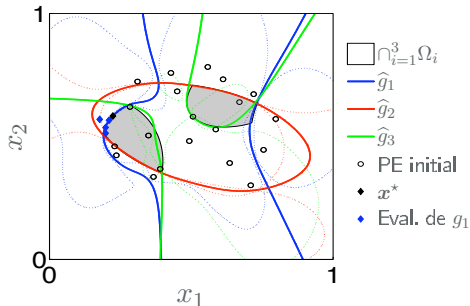 1
x₂
0
0
x₁
1
∩³ᵢ₌₁Ωᵢ
ĝ₁
ĝ₂
ĝ₃
PE initial
x*
Eval. de g₁